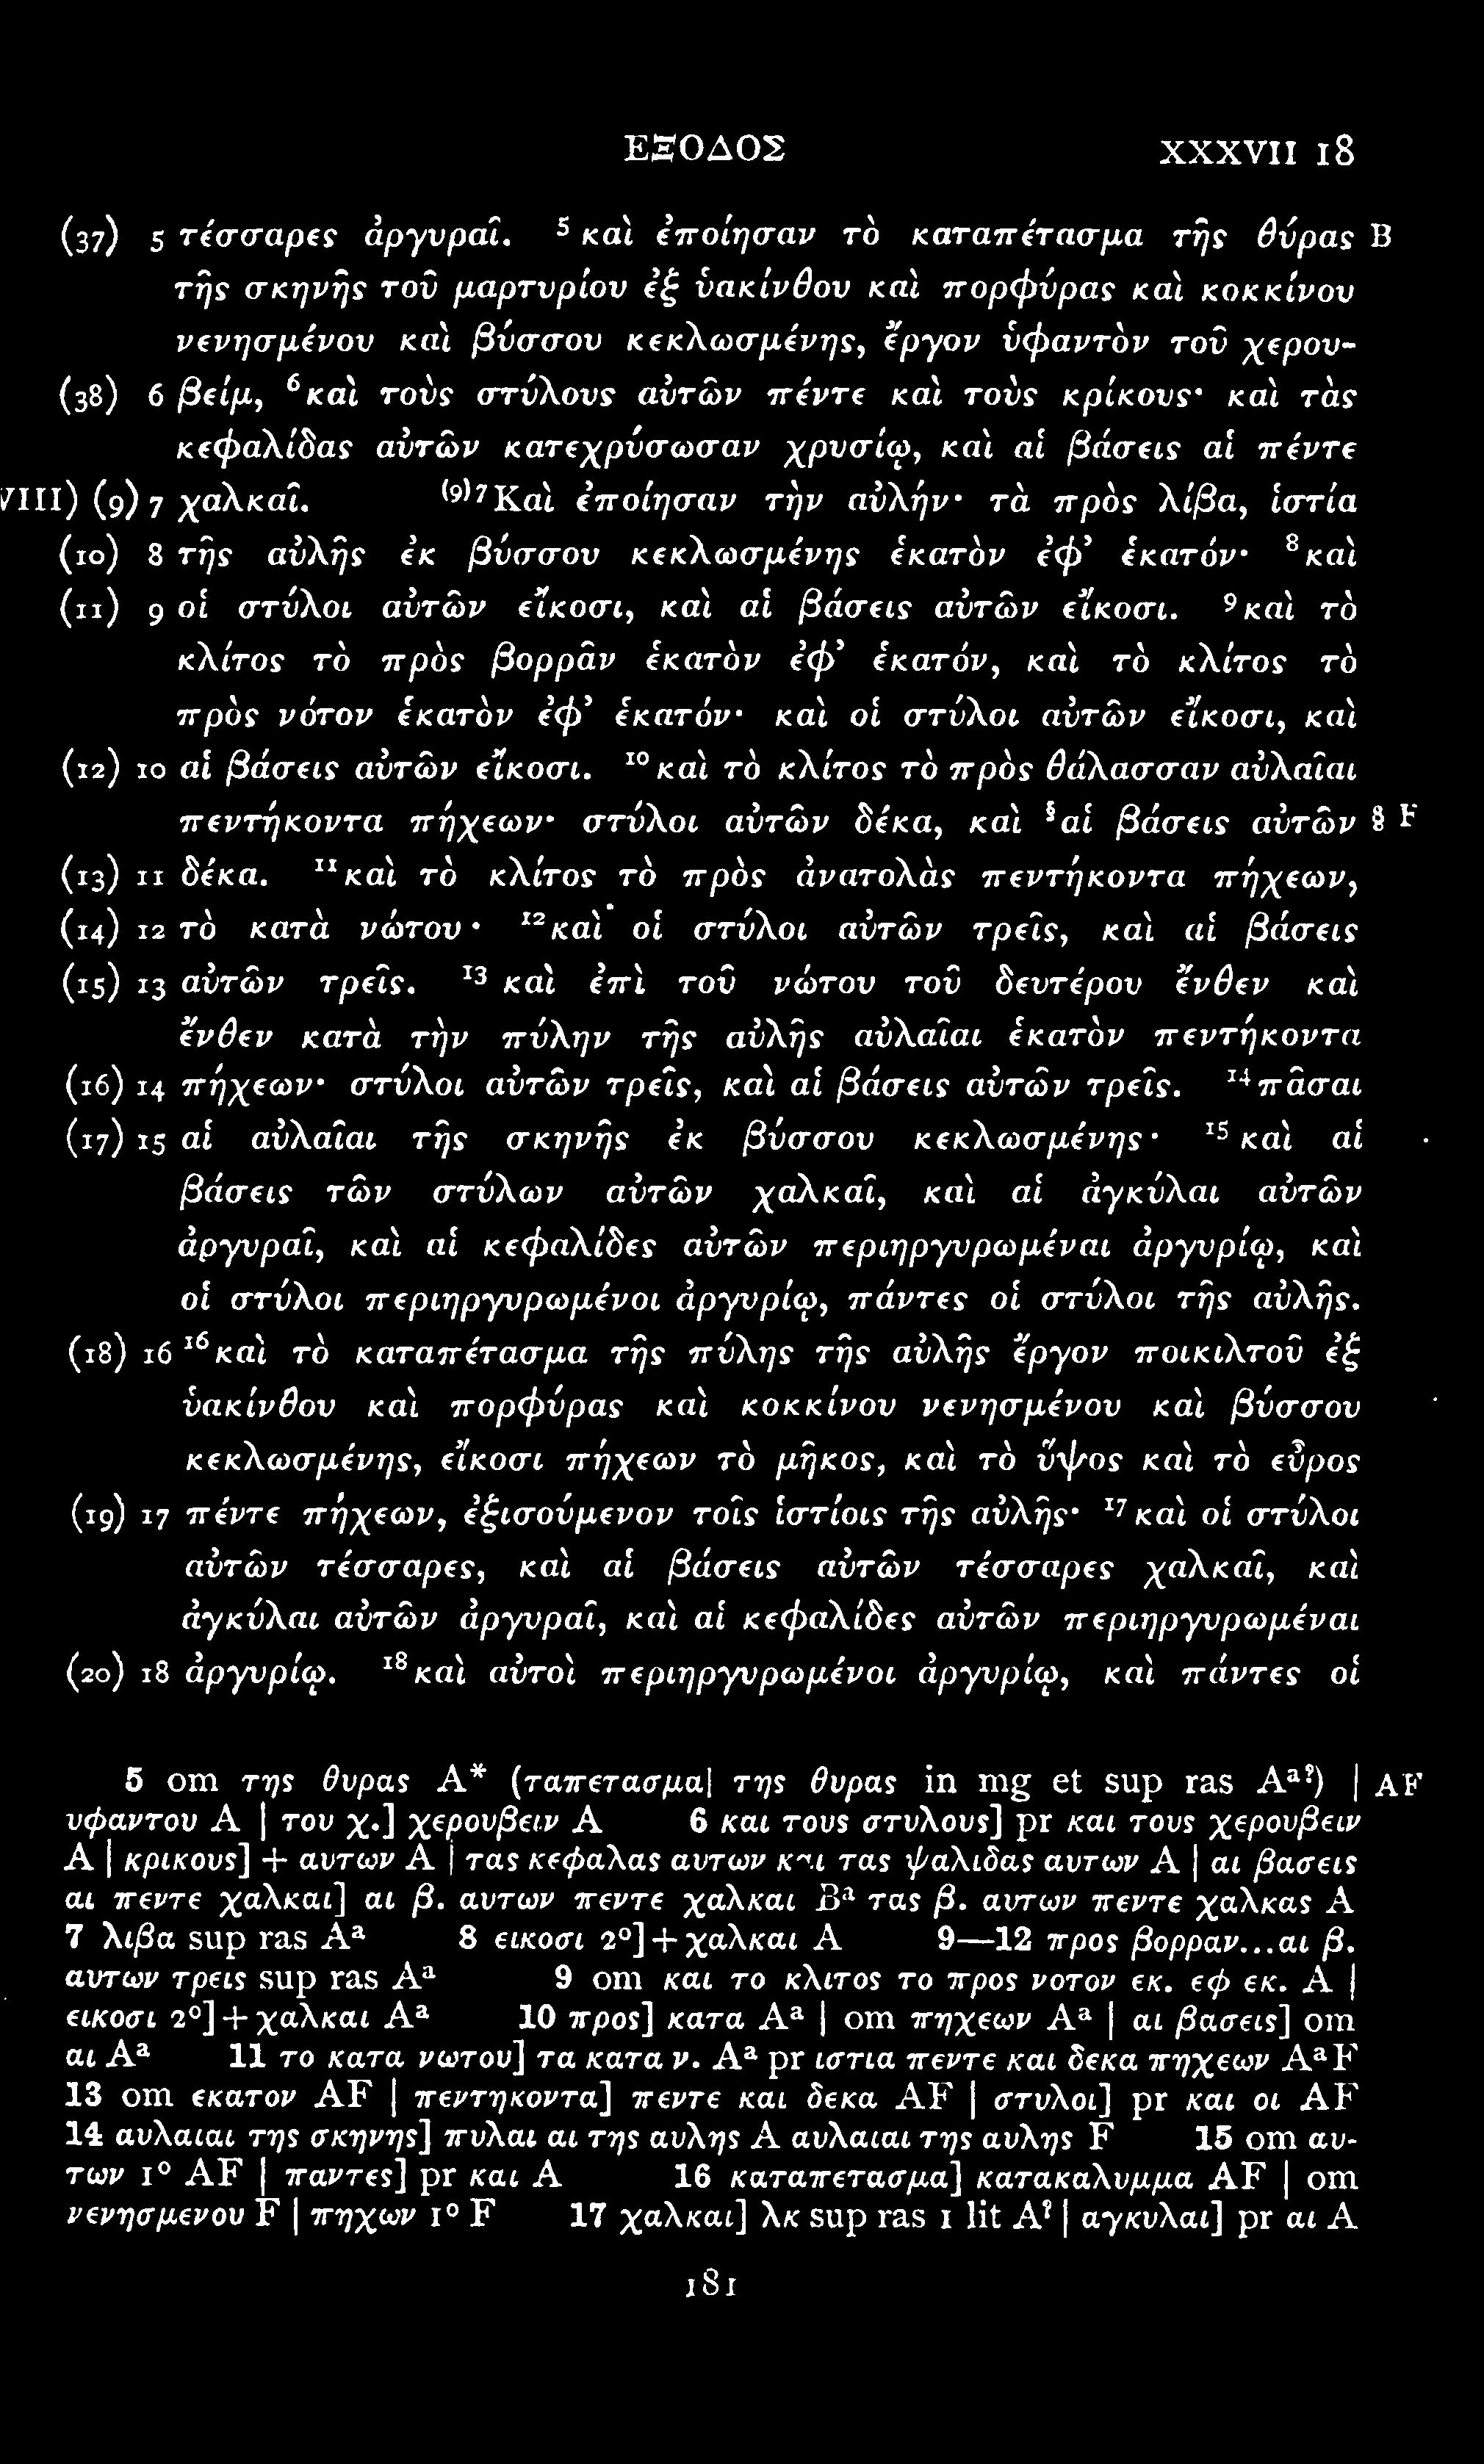 ΕΞΟΔΟΣ XXXVII 18
(37) 5 τέσσαρες ἀργυραῖ. ⁵καὶ ἐποίησαν τὸ καταπέτασμα τῆς θύρας B
τῆς σκηνῆς τοῦ μαρτυρίου ἐξ ὑακίνθου καὶ πορφύρας καὶ κοκκίνου
νενησμένου καὶ βύσσου κεκλωσμένης, ἔργον ὑφαντὸν τοῦ χερου-
(38) 6 βείμ, ⁶καὶ τοὺς στύλους αὐτῶν πέντε καὶ τοὺς κρίκους· καὶ τὰς
κεφαλίδας αὐτῶν κατεχρύσωσαν χρυσίῳ, καὶ αἱ βάσεις αἱ πέντε
VIII) (9) 7 χαλκαῖ. ⁽⁹⁾⁷Καὶ ἐποίησαν τὴν αὐλήν· τὰ πρὸς λίβα, ἱστία
(10) 8 τῆς αὐλῆς ἐκ βύσσου κεκλωσμένης ἑκατὸν ἐφ’ ἑκατόν· ⁸καὶ
(11) 9 οἱ στύλοι αὐτῶν εἴκοσι, καὶ αἱ βάσεις αὐτῶν εἴκοσι. ⁹καὶ τὸ
κλίτος τὸ πρὸς βορρᾶν ἑκατὸν ἐφ’ ἑκατόν, καὶ τὸ κλίτος τὸ
πρὸς νότον ἑκατὸν ἐφ’ ἑκατόν· καὶ οἱ στύλοι αὐτῶν εἴκοσι, καὶ
(12) 10 αἱ βάσεις αὐτῶν εἴκοσι. ¹⁰καὶ τὸ κλίτος τὸ πρὸς θάλασσαν αὐλαῖαι
πεντήκοντα πήχεων· στύλοι αὐτῶν δέκα, καὶ §αἱ βάσεις αὐτῶν § F
(13) 11 δέκα. ¹¹καὶ τὸ κλίτος τὸ πρὸς ἀνατολὰς πεντήκοντα πήχεων,
(14) 12 τὸ κατὰ νώτου· ¹²καὶ οἱ στύλοι αὐτῶν τρεῖς, καὶ αἱ βάσεις
(15) 13 αὐτῶν τρεῖς. ¹³καὶ ἐπὶ τοῦ νώτου τοῦ δευτέρου ἔνθεν καὶ
ἔνθεν κατὰ τὴν πύλην τῆς αὐλῆς αὐλαῖαι ἑκατὸν πεντήκοντα
(16) 14 πήχεων· στύλοι αὐτῶν τρεῖς, καὶ αἱ βάσεις αὐτῶν τρεῖς. ¹⁴πᾶσαι
(17) 15 αἱ αὐλαῖαι τῆς σκηνῆς ἐκ βύσσου κεκλωσμένης· ¹⁵καὶ αἱ
βάσεις τῶν στύλων αὐτῶν χαλκαῖ, καὶ αἱ ἀγκύλαι αὐτῶν
ἀργυραῖ, καὶ αἱ κεφαλίδες αὐτῶν περιηργυρωμέναι ἀργυρίῳ, καὶ
οἱ στύλοι περιηργυρωμένοι ἀργυρίῳ, πάντες οἱ στύλοι τῆς αὐλῆς.
(18) 16 ¹⁶καὶ τὸ καταπέτασμα τῆς πύλης τῆς αὐλῆς ἔργον ποικιλτοῦ ἐξ
ὑακίνθου καὶ πορφύρας καὶ κοκκίνου νενησμένου καὶ βύσσου
κεκλωσμένης, εἴκοσι πήχεων τὸ μῆκος, καὶ τὸ ὕψος καὶ τὸ εὖρος
(19) 17 πέντε πήχεων, ἐξισούμενον τοῖς ἱστίοις τῆς αὐλῆς· ¹⁷καὶ οἱ στύλοι
αὐτῶν τέσσαρες, καὶ αἱ βάσεις αὐτῶν τέσσαρες χαλκαῖ, καὶ
ἀγκύλαι αὐτῶν ἀργυραῖ, καὶ αἱ κεφαλίδες αὐτῶν περιηργυρωμέναι
(20) 18 ἀργυρίῳ. ¹⁸καὶ αὐτοὶ περιηργυρωμένοι ἀργυρίῳ, καὶ πάντες οἱ
5 om της θυρας A* (ταπετασμα| της θυρας in mg et sup ras Aᵃ?) | AF
υφαντου A | του χ.] χερουβειν A 6 και τους στυλους] pr και τους χερουβειν
A | κρικους] + αυτων A | τας κεφαλας αυτων και τας ψαλιδας αυτων A | αι βασεις
αι πεντε χαλκαι] αι β. αυτων πεντε χαλκαι Bᵃ τας β. αυτων πεντε χαλκας A
7 λιβα sup ras Aᵃ 8 εικοσι 2°]+χαλκαι A 9—12 προς βορραν...αι β.
αυτων τρεις sup ras Aᵃ 9 om και το κλιτος το προς νοτον εκ. εφ εκ. A |
εικοσι 2°]+χαλκαι Aᵃ 10 προς] κατα Aᵃ | om πηχεων Aᵃ | αι βασεις] om
αι Aᵃ 11 το κατα νωτου] τα κατα ν. Aᵃ pr ιστια πεντε και δεκα πηχεων AᵃF
13 om εκατον AF | πεντηκοντα] πεντε και δεκα AF | στυλοι] pr και οι AF
14 αυλαιαι της σκηνης] πυλαι αι της αυλης A αυλαιαι της αυλης F 15 om αυ-
των 1° AF | παντες] pr και A 16 καταπετασμα] κατακαλυμμα AF | om
νενησμενου F | πηχων 1° F 17 χαλκαι] λκ sup ras 1 lit A? | αγκυλαι] pr αι A
181